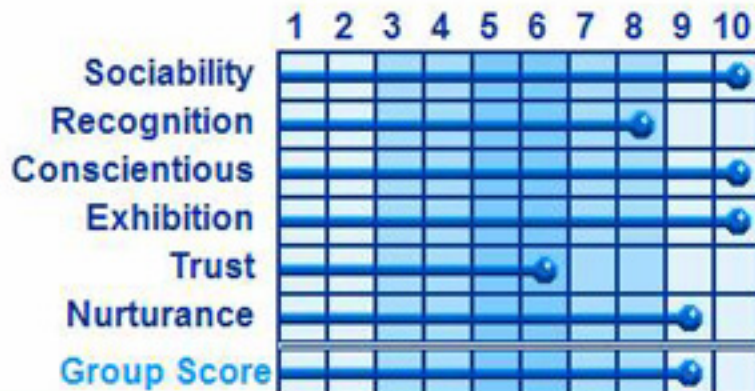 1 2 3 4 5 6 7 8 9 10
Sociability
Recognition
Conscientious
Exhibition
Trust
Nurturance
Group Score